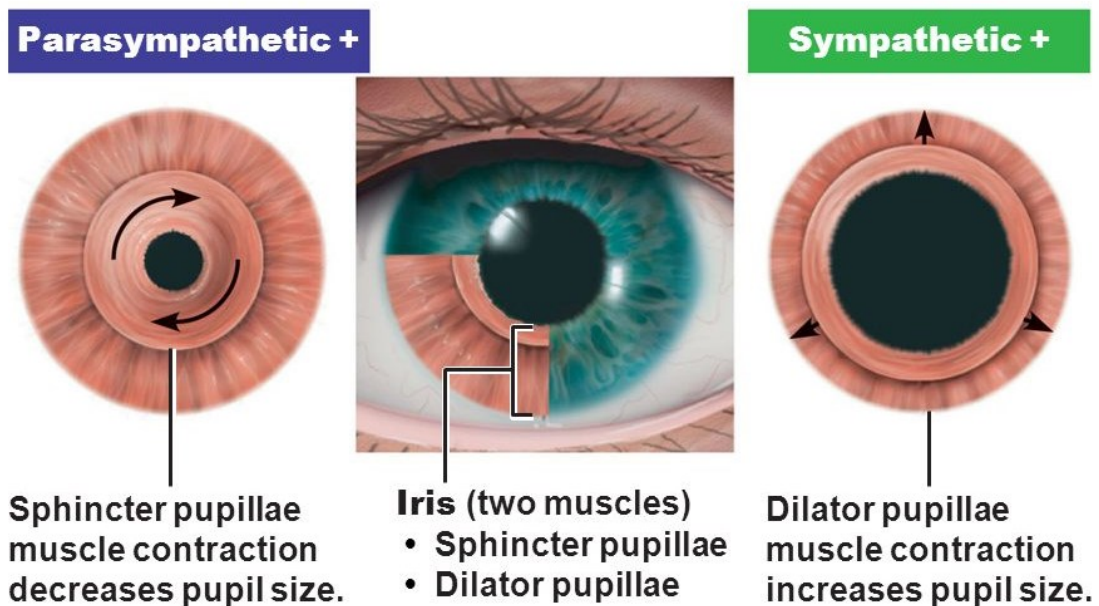 Parasympathetic +
Sympathetic +
Sphincter pupillae
muscle contraction
decreases pupil size.
Iris (two muscles)
• Sphincter pupillae
• Dilator pupillae
Dilator pupillae
muscle contraction
increases pupil size.